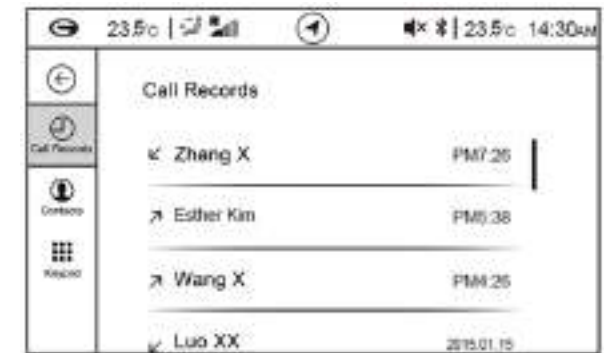 23.5°c | 23.5°c 14:30AM
Call Records
Call Records
Zhang X PM7:26
Contacts
Esther Kim PM5:38
Keypad
Wang X PM4:26
Luo XX 2015.01.15